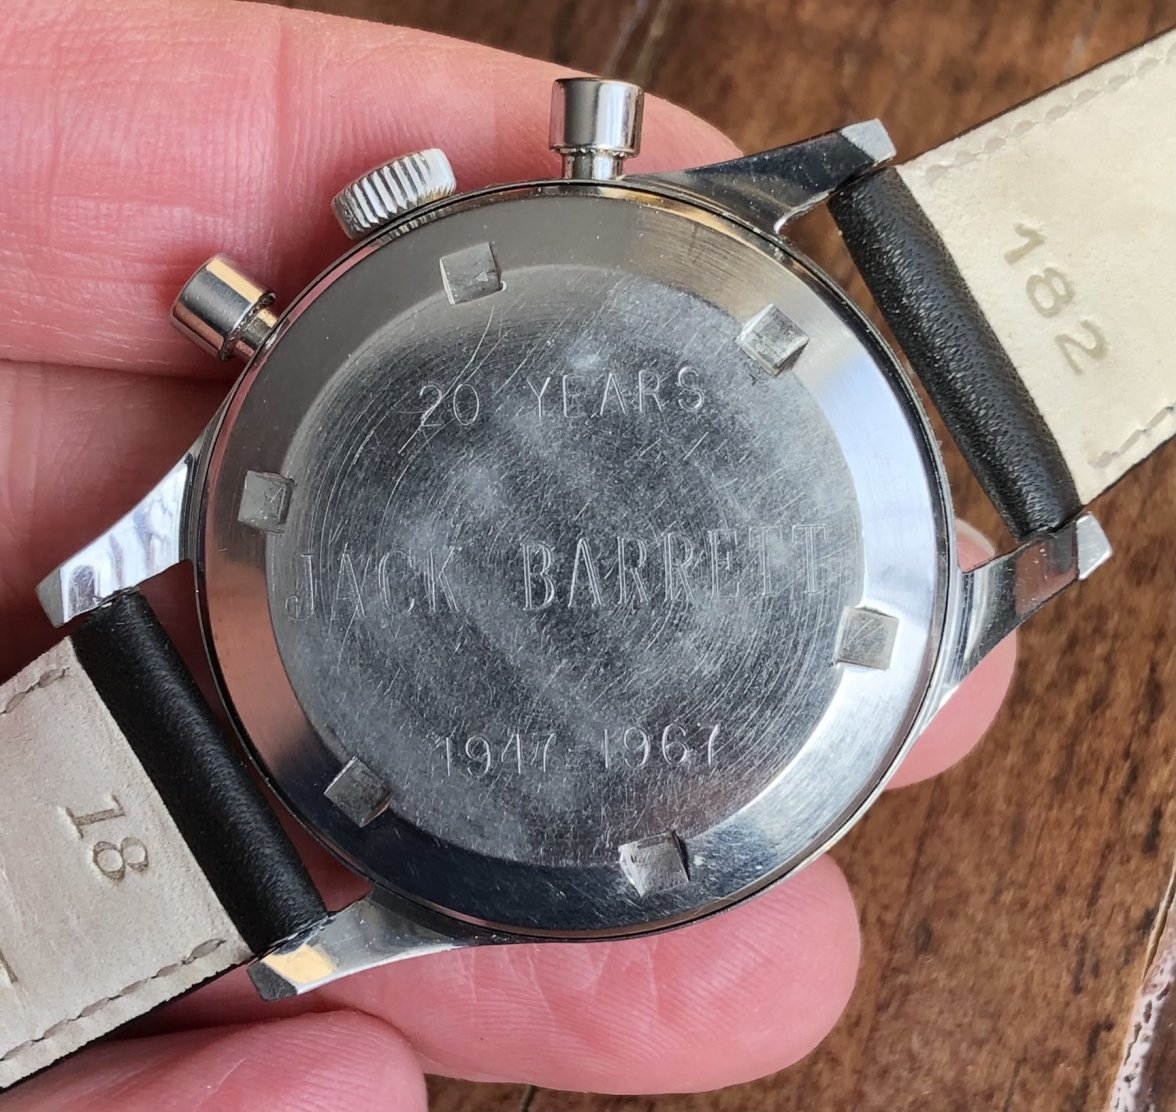 20 YEARS
JACK BARRETT
1947-1967
182
18